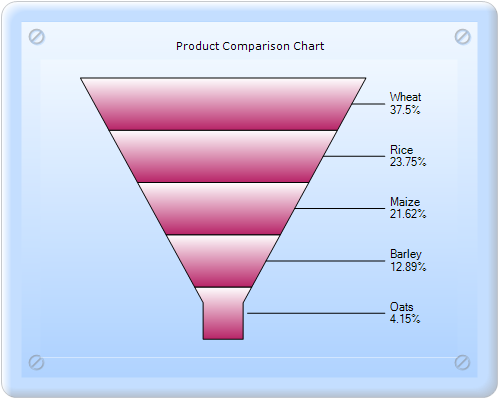 Product Comparison Chart
Wheat
37.5%
Rice
23.75%
Maize
21.62%
Barley
12.89%
Oats
4.15%